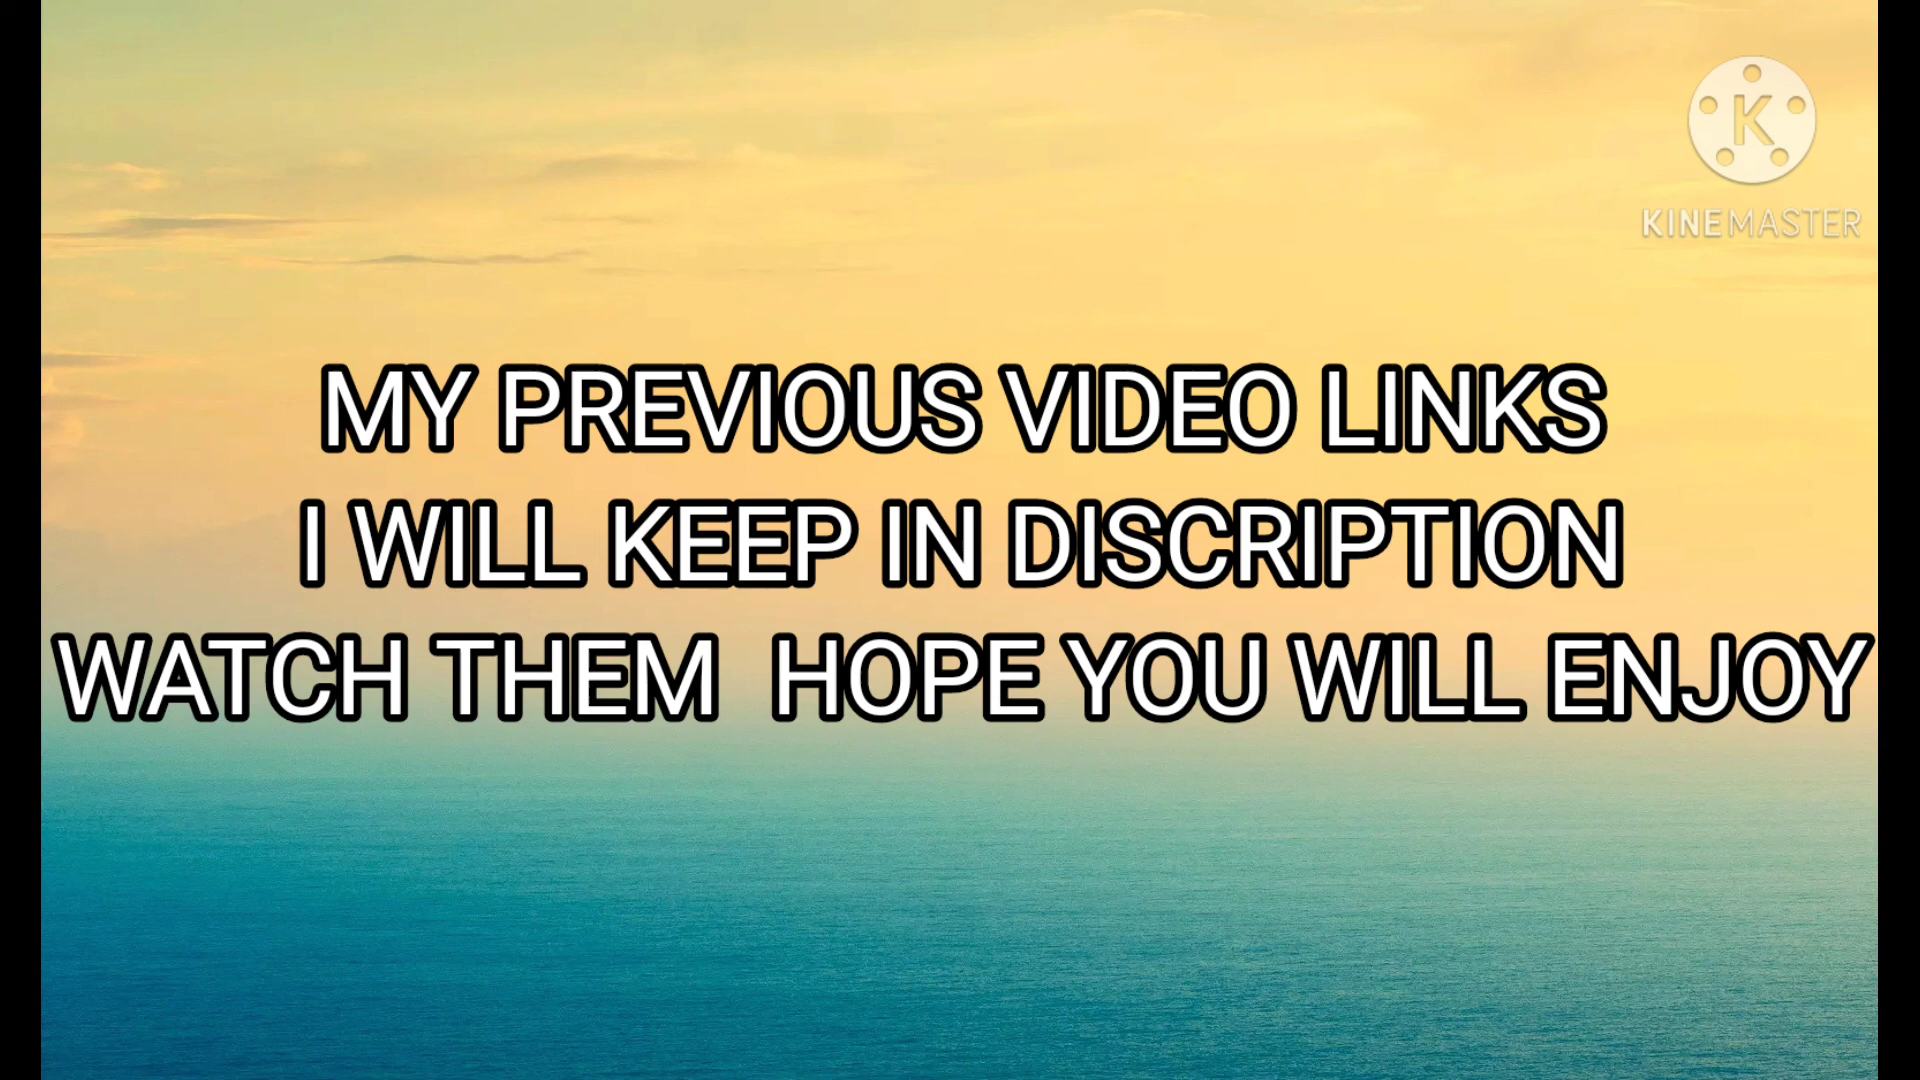 K
KINEMASTER
MY PREVIOUS VIDEO LINKS
I WILL KEEP IN DISCRIPTION
WATCH THEM  HOPE YOU WILL ENJOY